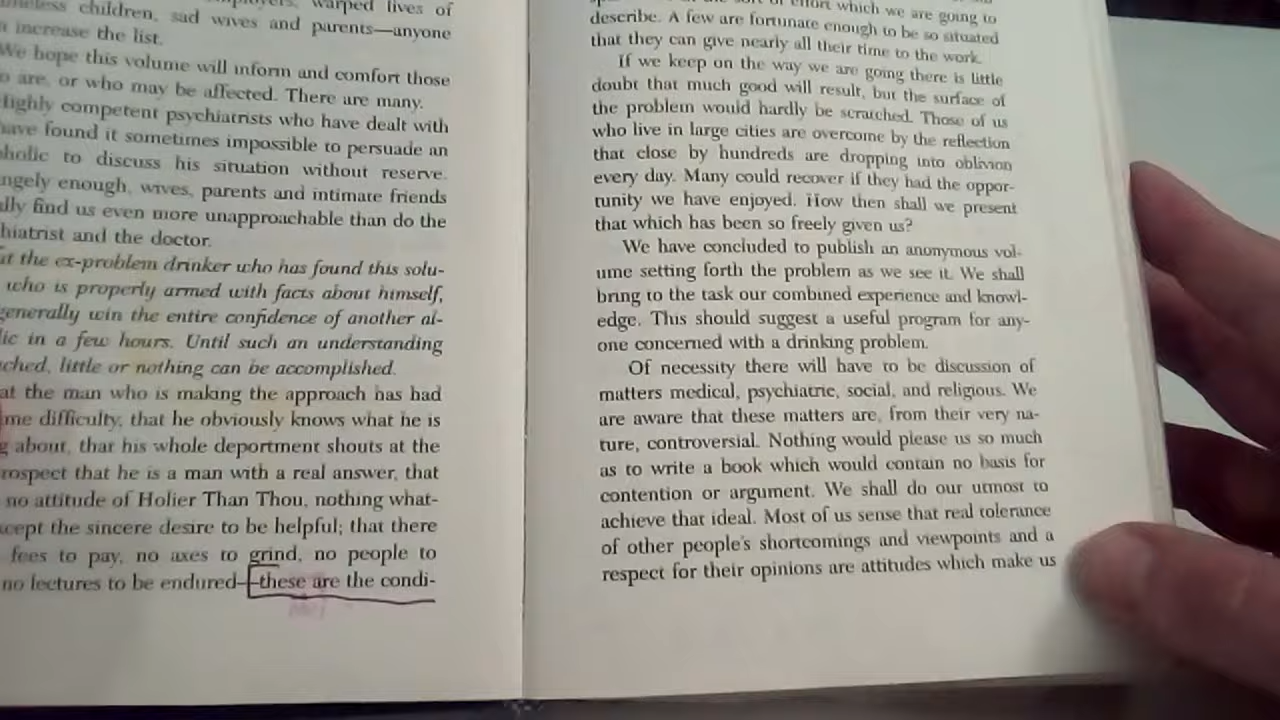 warped lives of
children, sad wives and parents—anyone
increase the list.
We hope this volume will inform and comfort those
are, or who may be affected. There are many.
Highly competent psychiatrists who have dealt with
have found it sometimes impossible to persuade an
to discuss his situation without reserve.
enough, wives, parents and intimate friends
find us even more unapproachable than do the
and the doctor.
the ex-problem drinker who has found this solu-
who is properly armed with facts about himself,
generally win the entire confidence of another al-
in a few hours. Until such an understanding
little or nothing can be accomplished.
at the man who is making the approach has had
difficulty, that he obviously knows what he is
about, that his whole deportment shouts at the
that he is a man with a real answer, that
no attitude of Holier Than Thou, nothing what-
the sincere desire to be helpful; that there
fees to pay, no axes to grind, no people to
no lectures to be endured—these are the condi-
effort which we are going to
describe. A few are fortunate enough to be so situated
that they can give nearly all their time to the work.
If we keep on the way we are going there is little
doubt that much good will result, but the surface of
the problem would hardly be scratched. Those of us
who live in large cities are overcome by the reflection
that close by hundreds are dropping into oblivion
every day. Many could recover if they had the oppor-
tunity we have enjoyed. How then shall we present
that which has been so freely given us?
We have concluded to publish an anonymous vol-
ume setting forth the problem as we see it. We shall
bring to the task our combined experience and knowl-
edge. This should suggest a useful program for any-
one concerned with a drinking problem.
Of necessity there will have to be discussion of
matters medical, psychiatric, social, and religious. We
are aware that these matters are, from their very na-
ture, controversial. Nothing would please us so much
as to write a book which would contain no basis for
contention or argument. We shall do our utmost to
achieve that ideal. Most of us sense that real tolerance
of other people's shortcomings and viewpoints and a
respect for their opinions are attitudes which make us